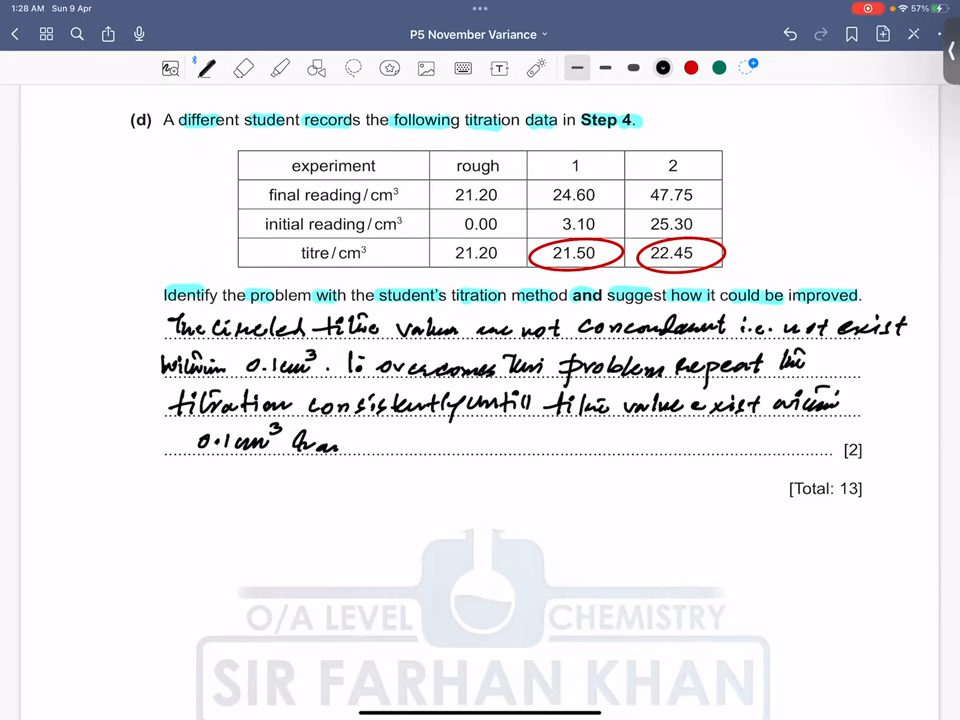 1:28 AM Sun 9 Apr
57%
P5 November Variance
(d) A different student records the following titration data in Step 4.
experiment rough 1 2
final reading / cm³ 21.20 24.60 47.75
initial reading / cm³ 0.00 3.10 25.30
titre / cm³ 21.20 21.50 22.45
Identify the problem with the student's titration method and suggest how it could be improved.
The circled titre values are not concordant i.e. not exist
within 0.1cm³. To overcomes this problem repeat the
titration consistently until titre value exist within
0.1cm³
[2]
[Total: 13]
O/A LEVEL CHEMISTRY
SIR FARHAN KHAN